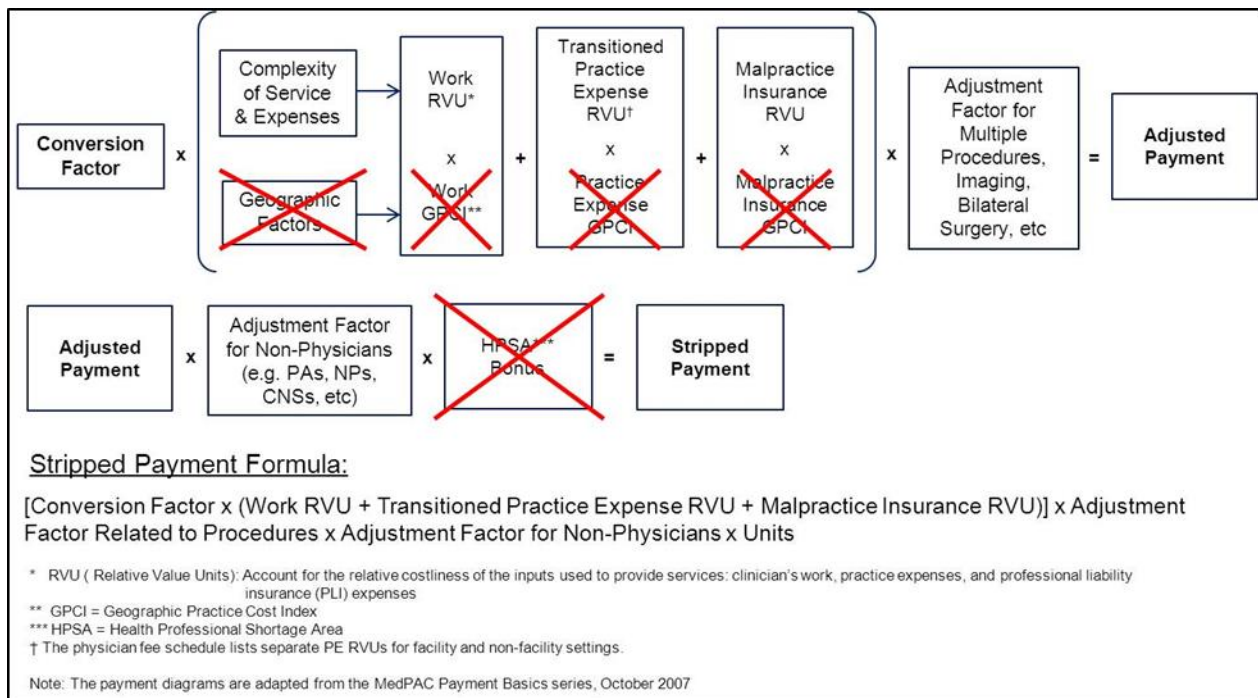 Complexity
of Service
& Expenses
Geographic
Factors
Work
RVU*
x
Work
GPCI**
Transitioned
Practice
Expense
RVU†
x
Practice
Expense
GPCI
Malpractice
Insurance
RVU
x
Malpractice
Insurance
GPCI
Adjustment
Factor for
Multiple
Procedures,
Imaging,
Bilateral
Surgery, etc
Conversion
Factor
x
+
+
x
=
Adjusted
Payment
Adjusted
Payment
x
Adjustment Factor
for Non-Physicians
(e.g. PAs, NPs,
CNSs, etc)
x
HPSA***
Bonus
=
Stripped
Payment
Stripped Payment Formula:
[Conversion Factor x (Work RVU + Transitioned Practice Expense RVU + Malpractice Insurance RVU)] x Adjustment
Factor Related to Procedures x Adjustment Factor for Non-Physicians x Units
* RVU ( Relative Value Units): Account for the relative costliness of the inputs used to provide services: clinician's work, practice expenses, and professional liability
insurance (PLI) expenses
** GPCI = Geographic Practice Cost Index
*** HPSA = Health Professional Shortage Area
† The physician fee schedule lists separate PE RVUs for facility and non-facility settings.
Note: The payment diagrams are adapted from the MedPAC Payment Basics series, October 2007